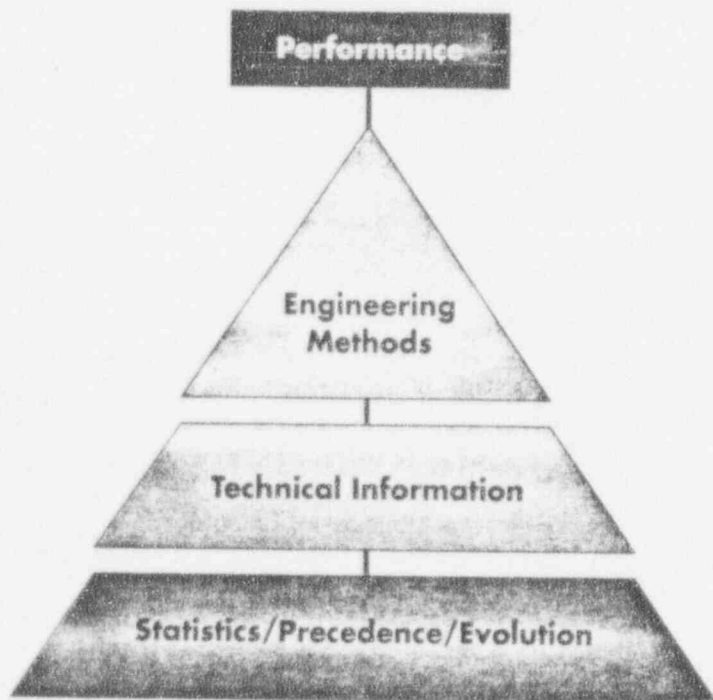 Performance
Engineering
Methods
Technical Information
Statistics/Precedence/Evolution